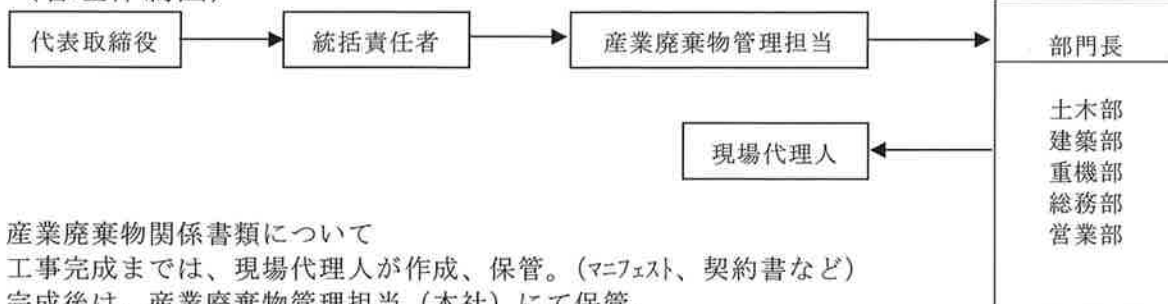 代表取締役
統括責任者
産業廃棄物管理担当
部門長
現場代理人
土木部
建築部
重機部
総務部
営業部
産業廃棄物関係書類について
工事完成までは、現場代理人が作成、保管。(ﾏﾆﾌｪｽﾄ、契約書など)
完成後は、産業廃棄物管理担当（本社）にて保管